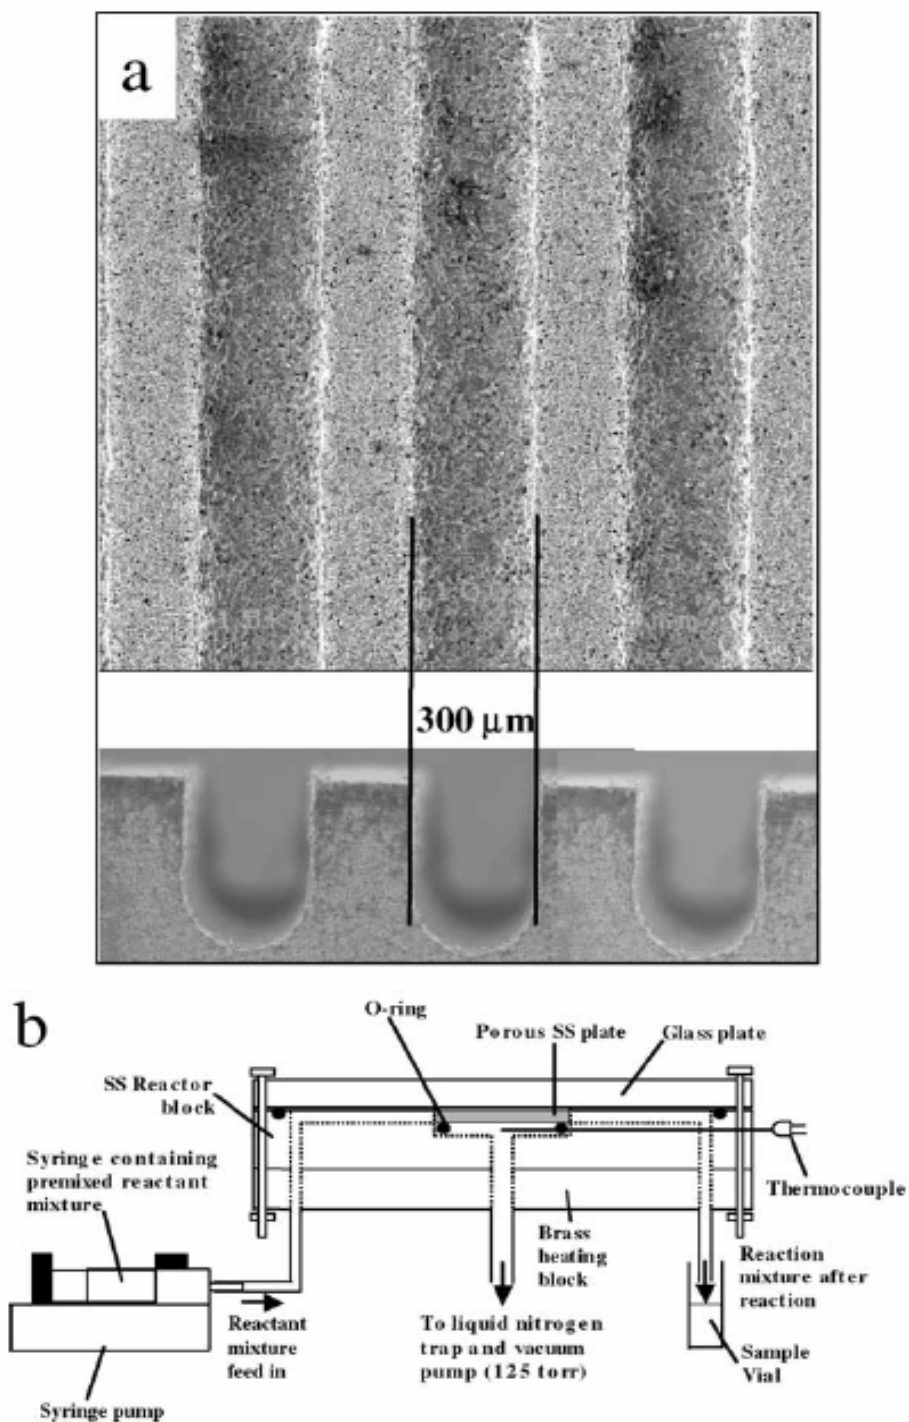 a
300 μm
b
O-ring
Porous SS plate
Glass plate
SS Reactor
block
Syringe containing
premixed reactant
mixture
Thermocouple
Brass
heating
block
Reaction
mixture after
reaction
Reactant
mixture
feed in
To liquid nitrogen
trap and vacuum
pump (125 torr)
Sample
Vial
Syringe pump